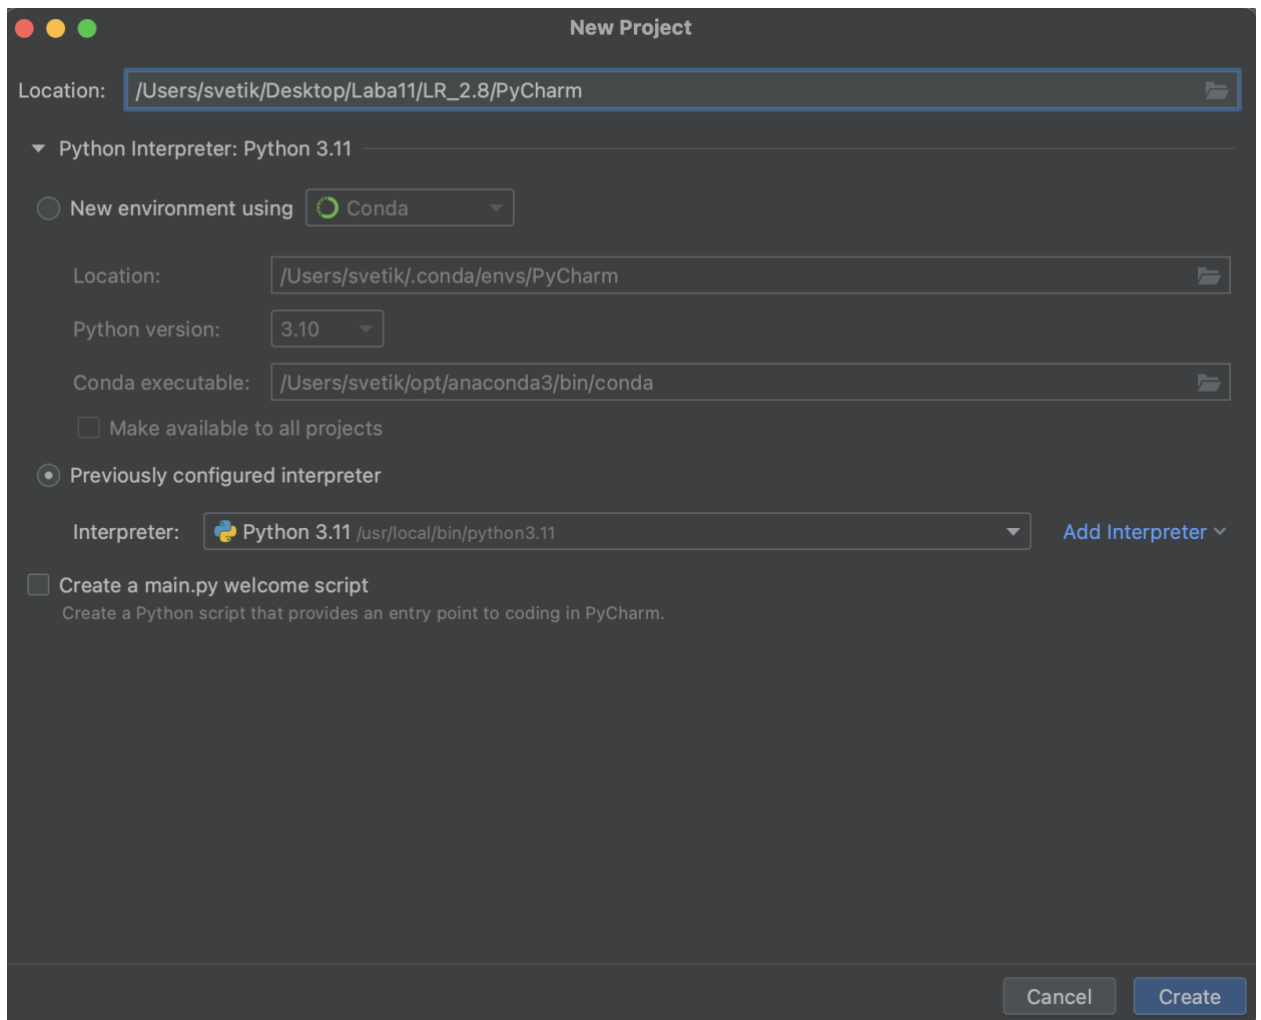 New Project
Location: /Users/svetik/Desktop/Laba11/LR_2.8/PyCharm
Python Interpreter: Python 3.11
New environment using Conda
Location: /Users/svetik/.conda/envs/PyCharm
Python version: 3.10
Conda executable: /Users/svetik/opt/anaconda3/bin/conda
Make available to all projects
Previously configured interpreter
Interpreter: Python 3.11 /usr/local/bin/python3.11 Add Interpreter
Create a main.py welcome script
Create a Python script that provides an entry point to coding in PyCharm.
Cancel Create